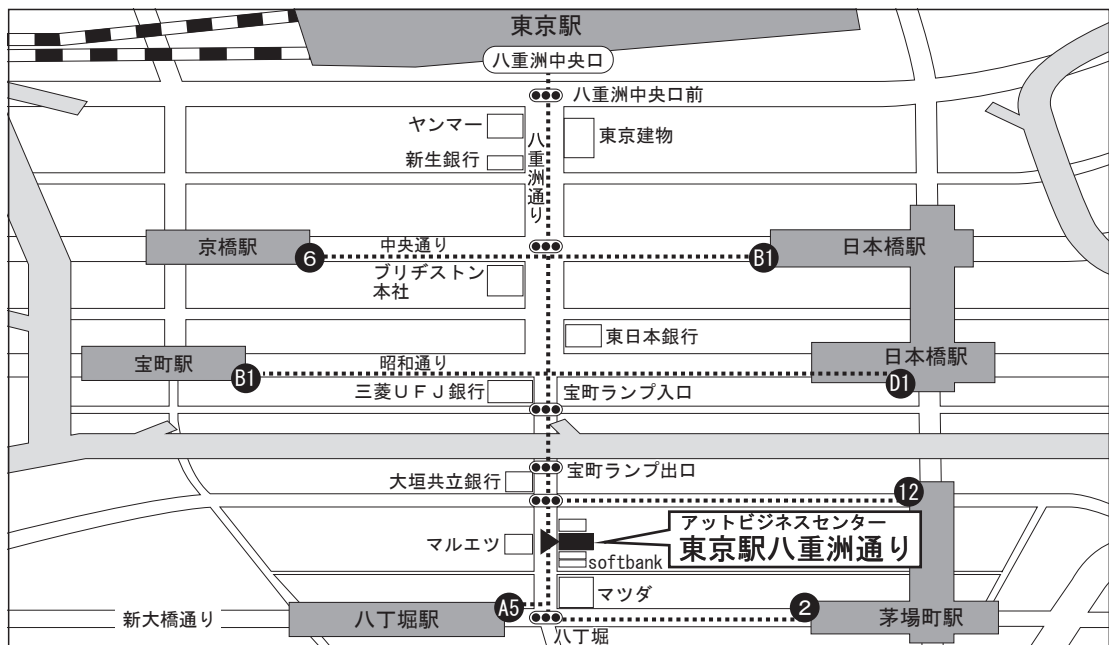 東京駅
八重洲中央口
八重洲中央口前
ヤンマー
東京建物
新生銀行
八重洲通り
京橋駅
6
中央通り
B1
日本橋駅
ブリヂストン
本社
東日本銀行
宝町駅
B1
昭和通り
日本橋駅
D1
三菱UFJ銀行
宝町ランプ入口
宝町ランプ出口
大垣共立銀行
12
アットビジネスセンター
東京駅八重洲通り
マルエツ
softbank
マツダ
新大橋通り
八丁堀駅
A5
2
茅場町駅
八丁堀